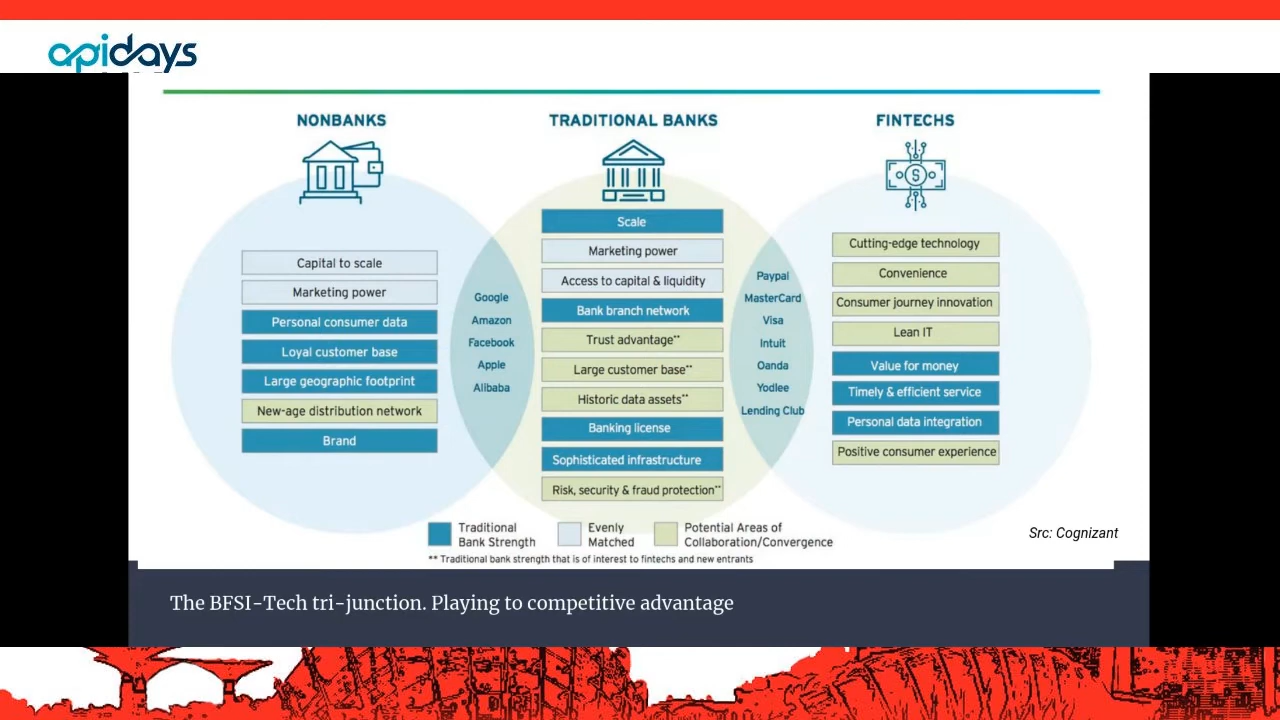 apidays
NONBANKS
TRADITIONAL BANKS
FINTECHS
Capital to scale
Marketing power
Personal consumer data
Loyal customer base
Large geographic footprint
New-age distribution network
Brand
Google
Amazon
Facebook
Apple
Alibaba
Scale
Marketing power
Access to capital & liquidity
Bank branch network
Trust advantage**
Large customer base**
Historic data assets**
Banking license
Sophisticated infrastructure
Risk, security & fraud protection**
Paypal
MasterCard
Visa
Intuit
Oanda
Yodlee
Lending Club
Cutting-edge technology
Convenience
Consumer journey innovation
Lean IT
Value for money
Timely & efficient service
Personal data integration
Positive consumer experience
Traditional
Bank Strength
Evenly
Matched
Potential Areas of
Collaboration/Convergence
** Traditional bank strength that is of interest to fintechs and new entrants
Src: Cognizant
The BFSI-Tech tri-junction. Playing to competitive advantage